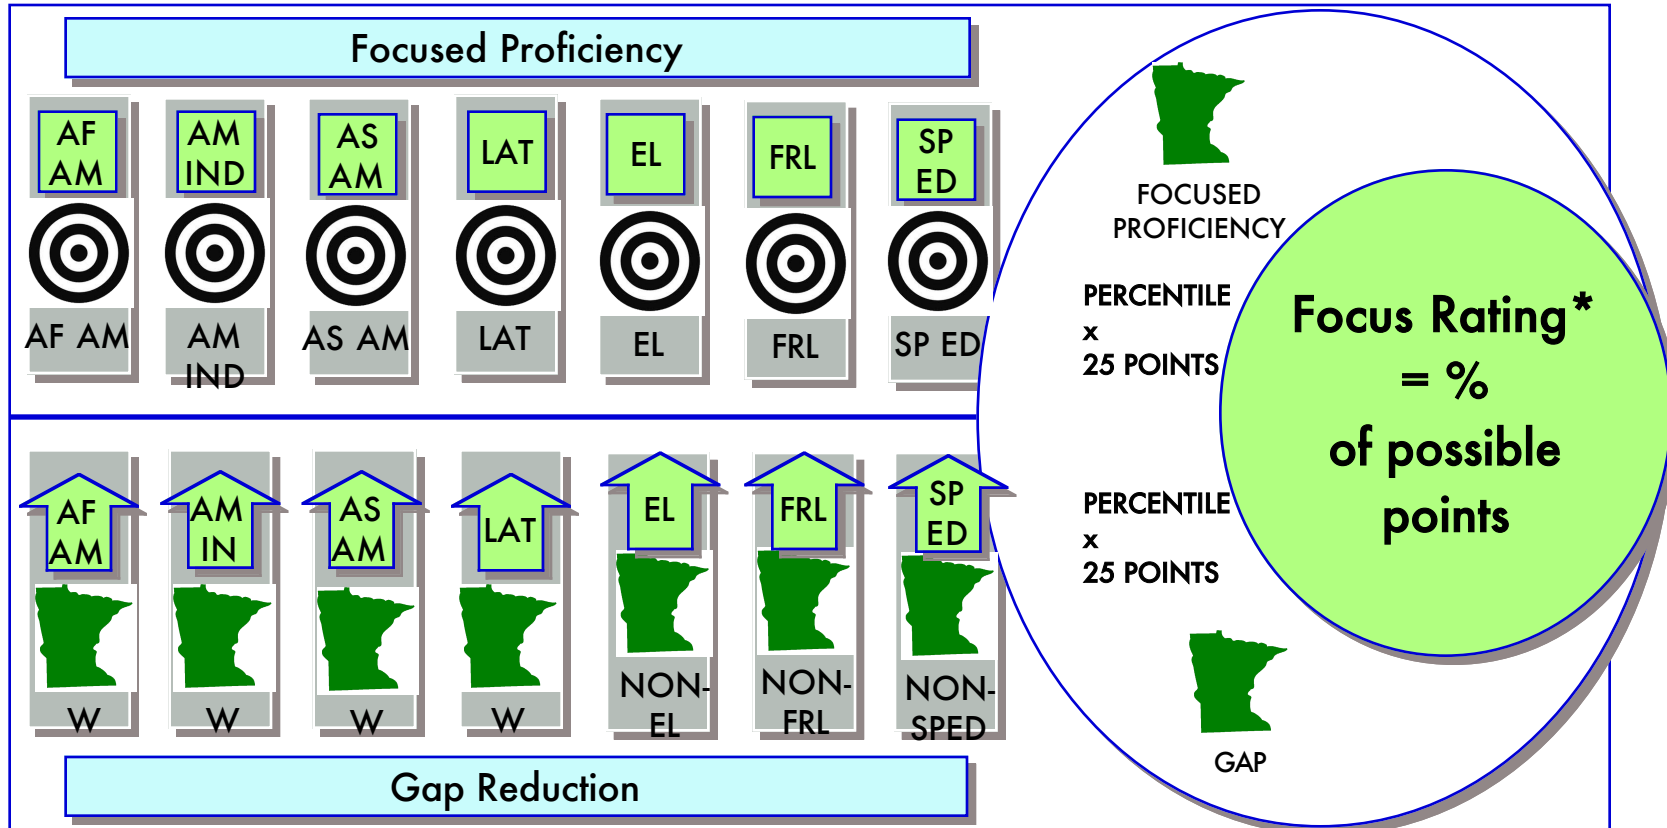 Focused Proficiency
AF
AM
AM
IND
AS
AM
LAT
EL
FRL
SP
ED
AF AM
AM
IND
AS AM
LAT
EL
FRL
SP ED
AF
AM
AM
IN
AS
AM
LAT
EL
FRL
SP
ED
W
W
W
W
NON-
EL
NON-
FRL
NON-
SPED
Gap Reduction
FOCUSED
PROFICIENCY
PERCENTILE
x
25 POINTS
PERCENTILE
x
25 POINTS
GAP
Focus Rating*
= %
of possible
points